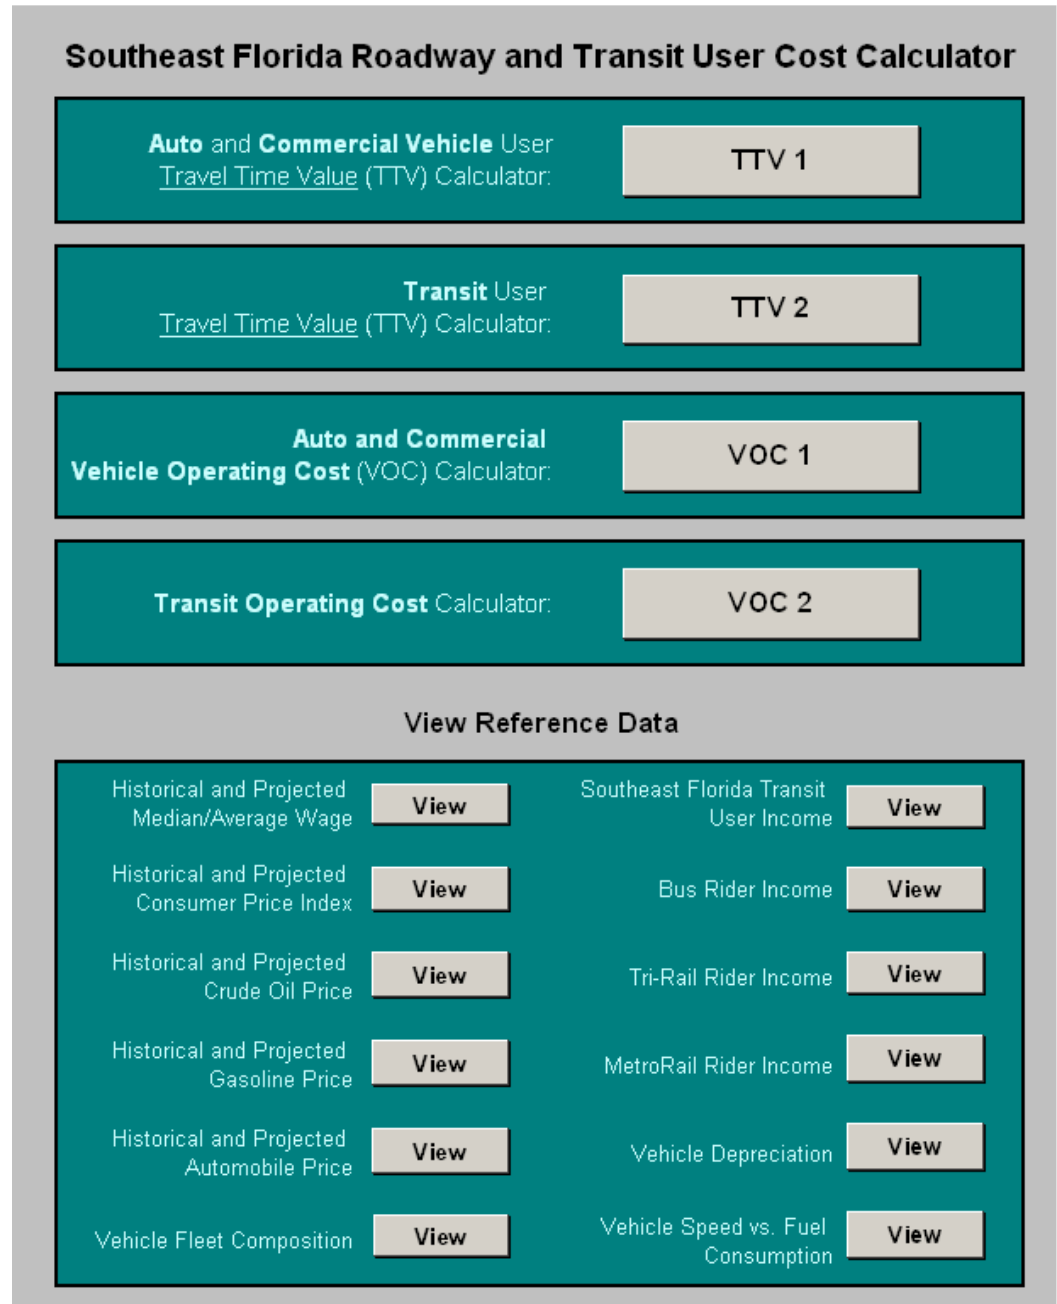 Southeast Florida Roadway and Transit User Cost Calculator
Auto and Commercial Vehicle User
Travel Time Value (TTV) Calculator:
TTV 1
Transit User
Travel Time Value (TTV) Calculator:
TTV 2
Auto and Commercial
Vehicle Operating Cost (VOC) Calculator:
VOC 1
Transit Operating Cost Calculator:
VOC 2
View Reference Data
Historical and Projected
Median/Average Wage
View
Southeast Florida Transit
User Income
View
Historical and Projected
Consumer Price Index
View
Bus Rider Income
View
Historical and Projected
Crude Oil Price
View
Tri-Rail Rider Income
View
Historical and Projected
Gasoline Price
View
MetroRail Rider Income
View
Historical and Projected
Automobile Price
View
Vehicle Depreciation
View
Vehicle Fleet Composition
View
Vehicle Speed vs. Fuel
Consumption
View